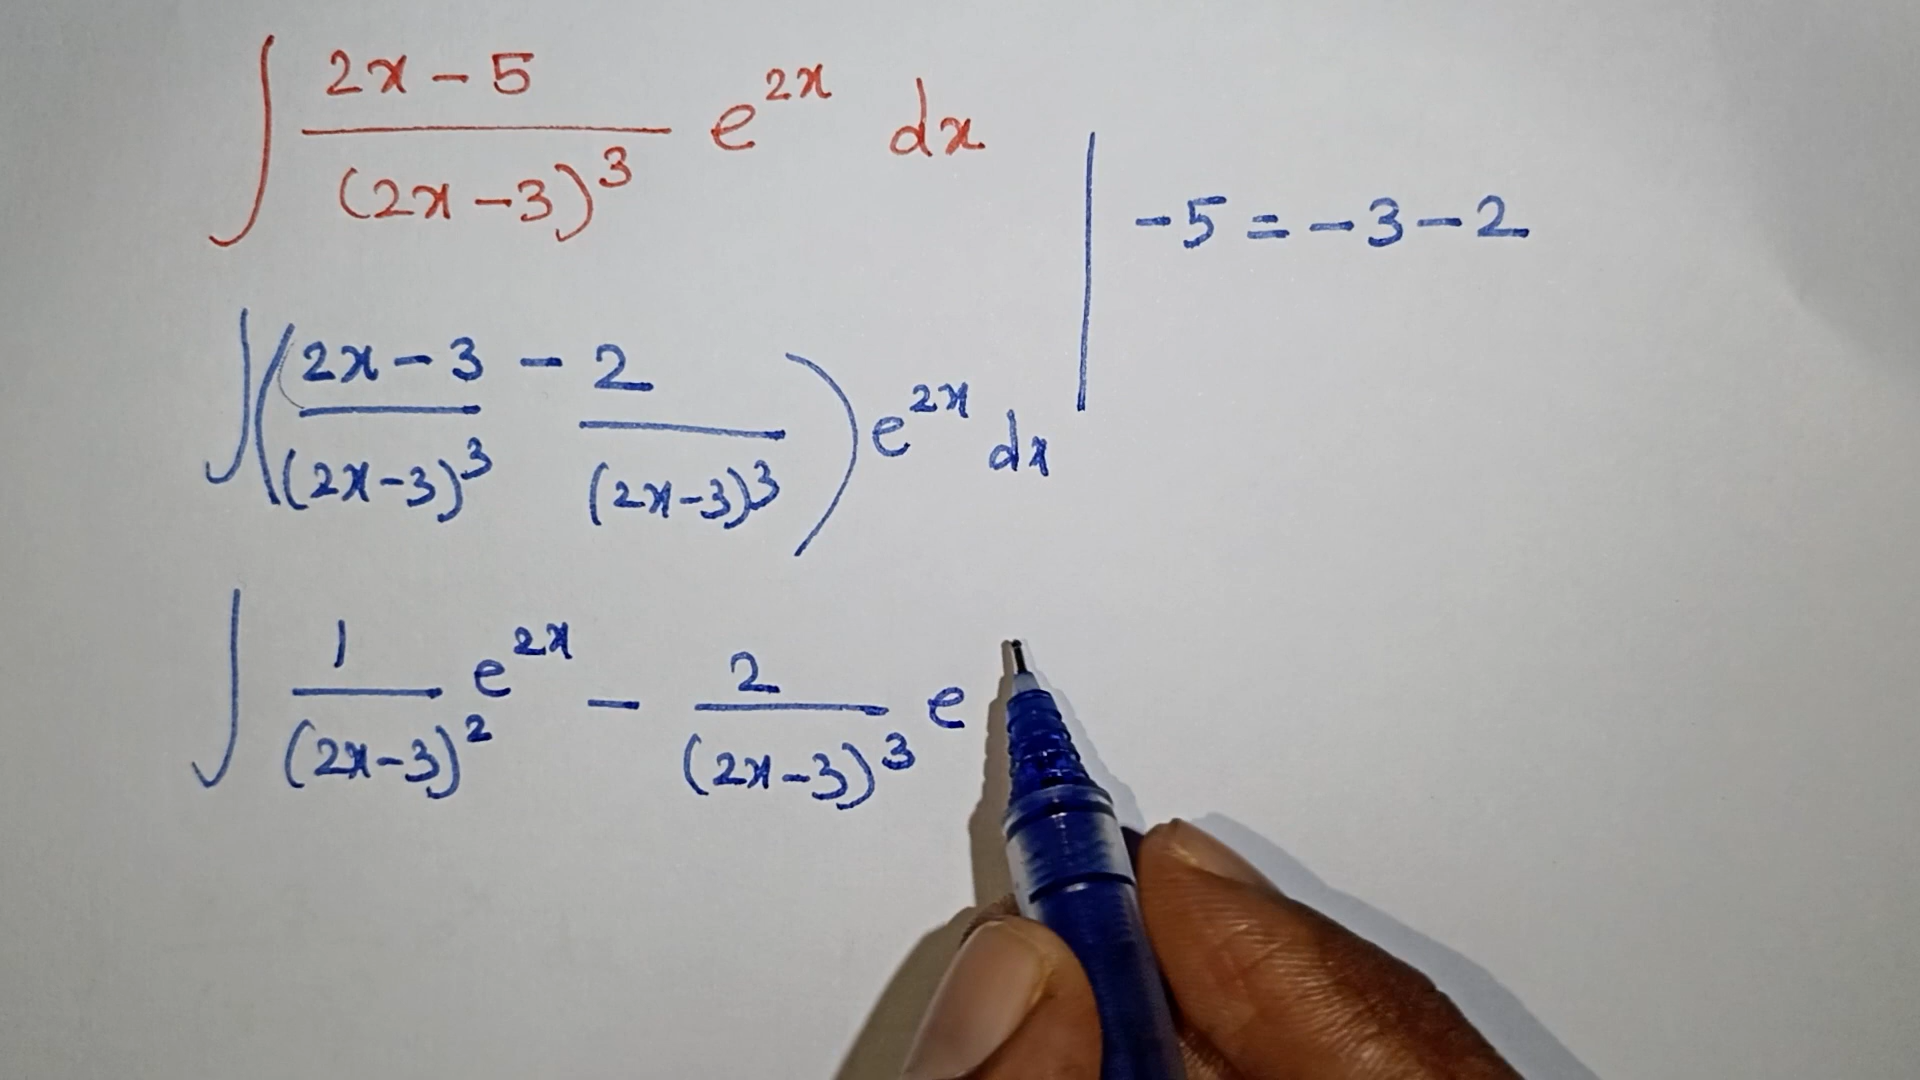 ∫ (2x - 5)/(2x - 3)^3 e^{2x} dx
-5 = -3 - 2
∫ ( (2x - 3)/(2x - 3)^3 - 2/(2x - 3)^3 ) e^{2x} dx
∫ 1/(2x - 3)^2 e^{2x} - 2/(2x - 3)^3 e